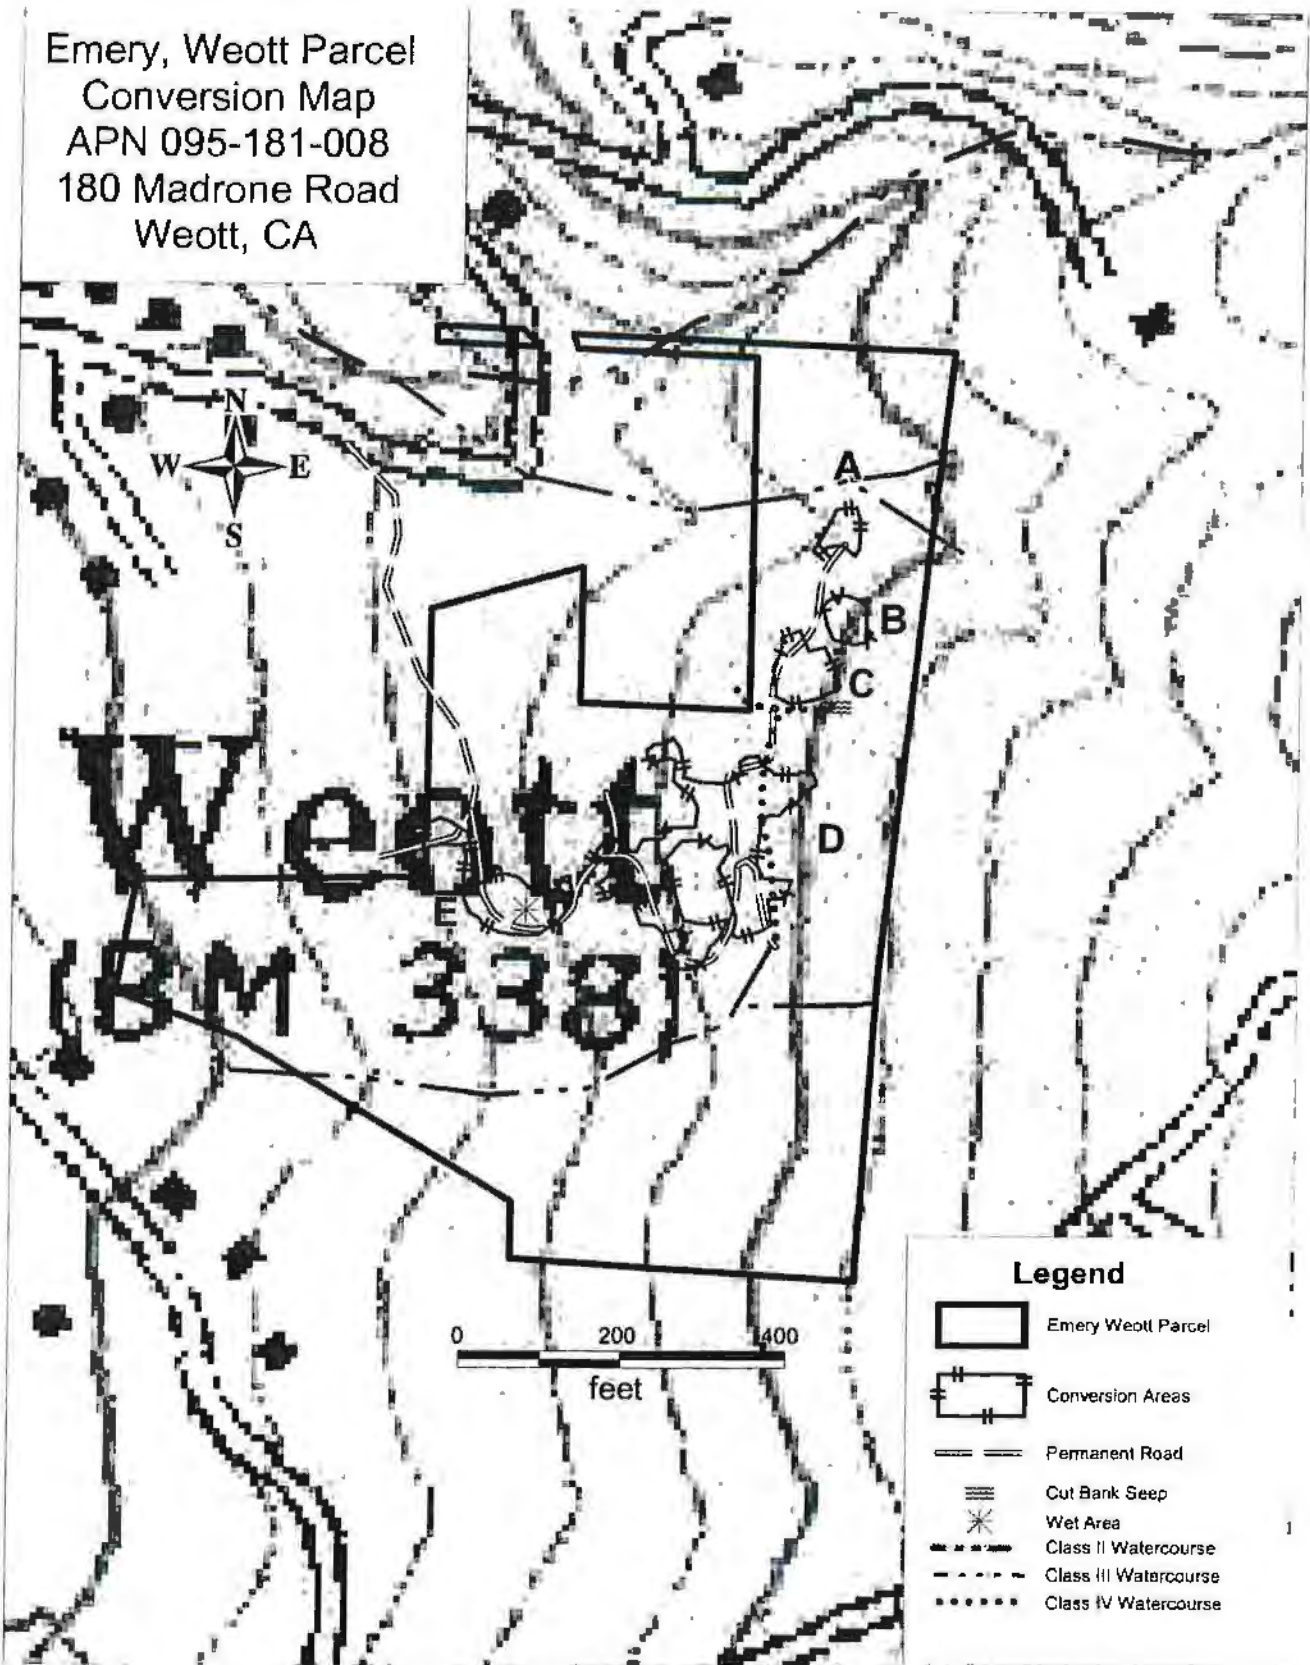 Emery, Weott Parcel
Conversion Map
APN 095-181-008
180 Madrone Road
Weott, CA
N
W E
S
A
B
C
D
E
Weott
(BM 338)
0 200 400
feet
Legend
Emery Weott Parcel
Conversion Areas
Permanent Road
Cut Bank Seep
Wet Area
Class II Watercourse
Class III Watercourse
Class IV Watercourse